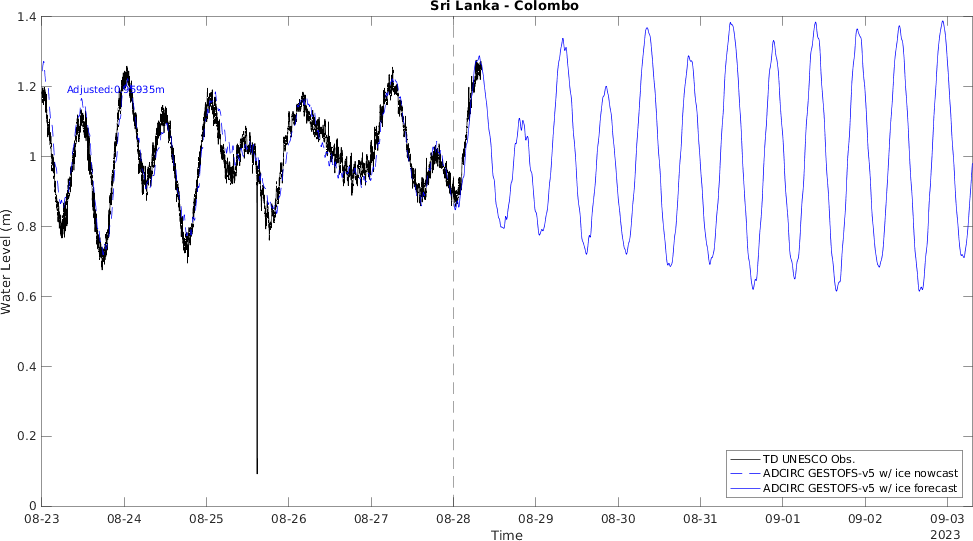 Sri Lanka - Colombo
1.4
1.2
1
0.8
0.6
0.4
0.2
0
Water Level (m)
Adjusted:0.96935m
TD UNESCO Obs.
ADCIRC GESTOFS-v5 w/ ice nowcast
ADCIRC GESTOFS-v5 w/ ice forecast
08-23 08-24 08-25 08-26 08-27 08-28 08-29 08-30 08-31 09-01 09-02 09-03
2023
Time